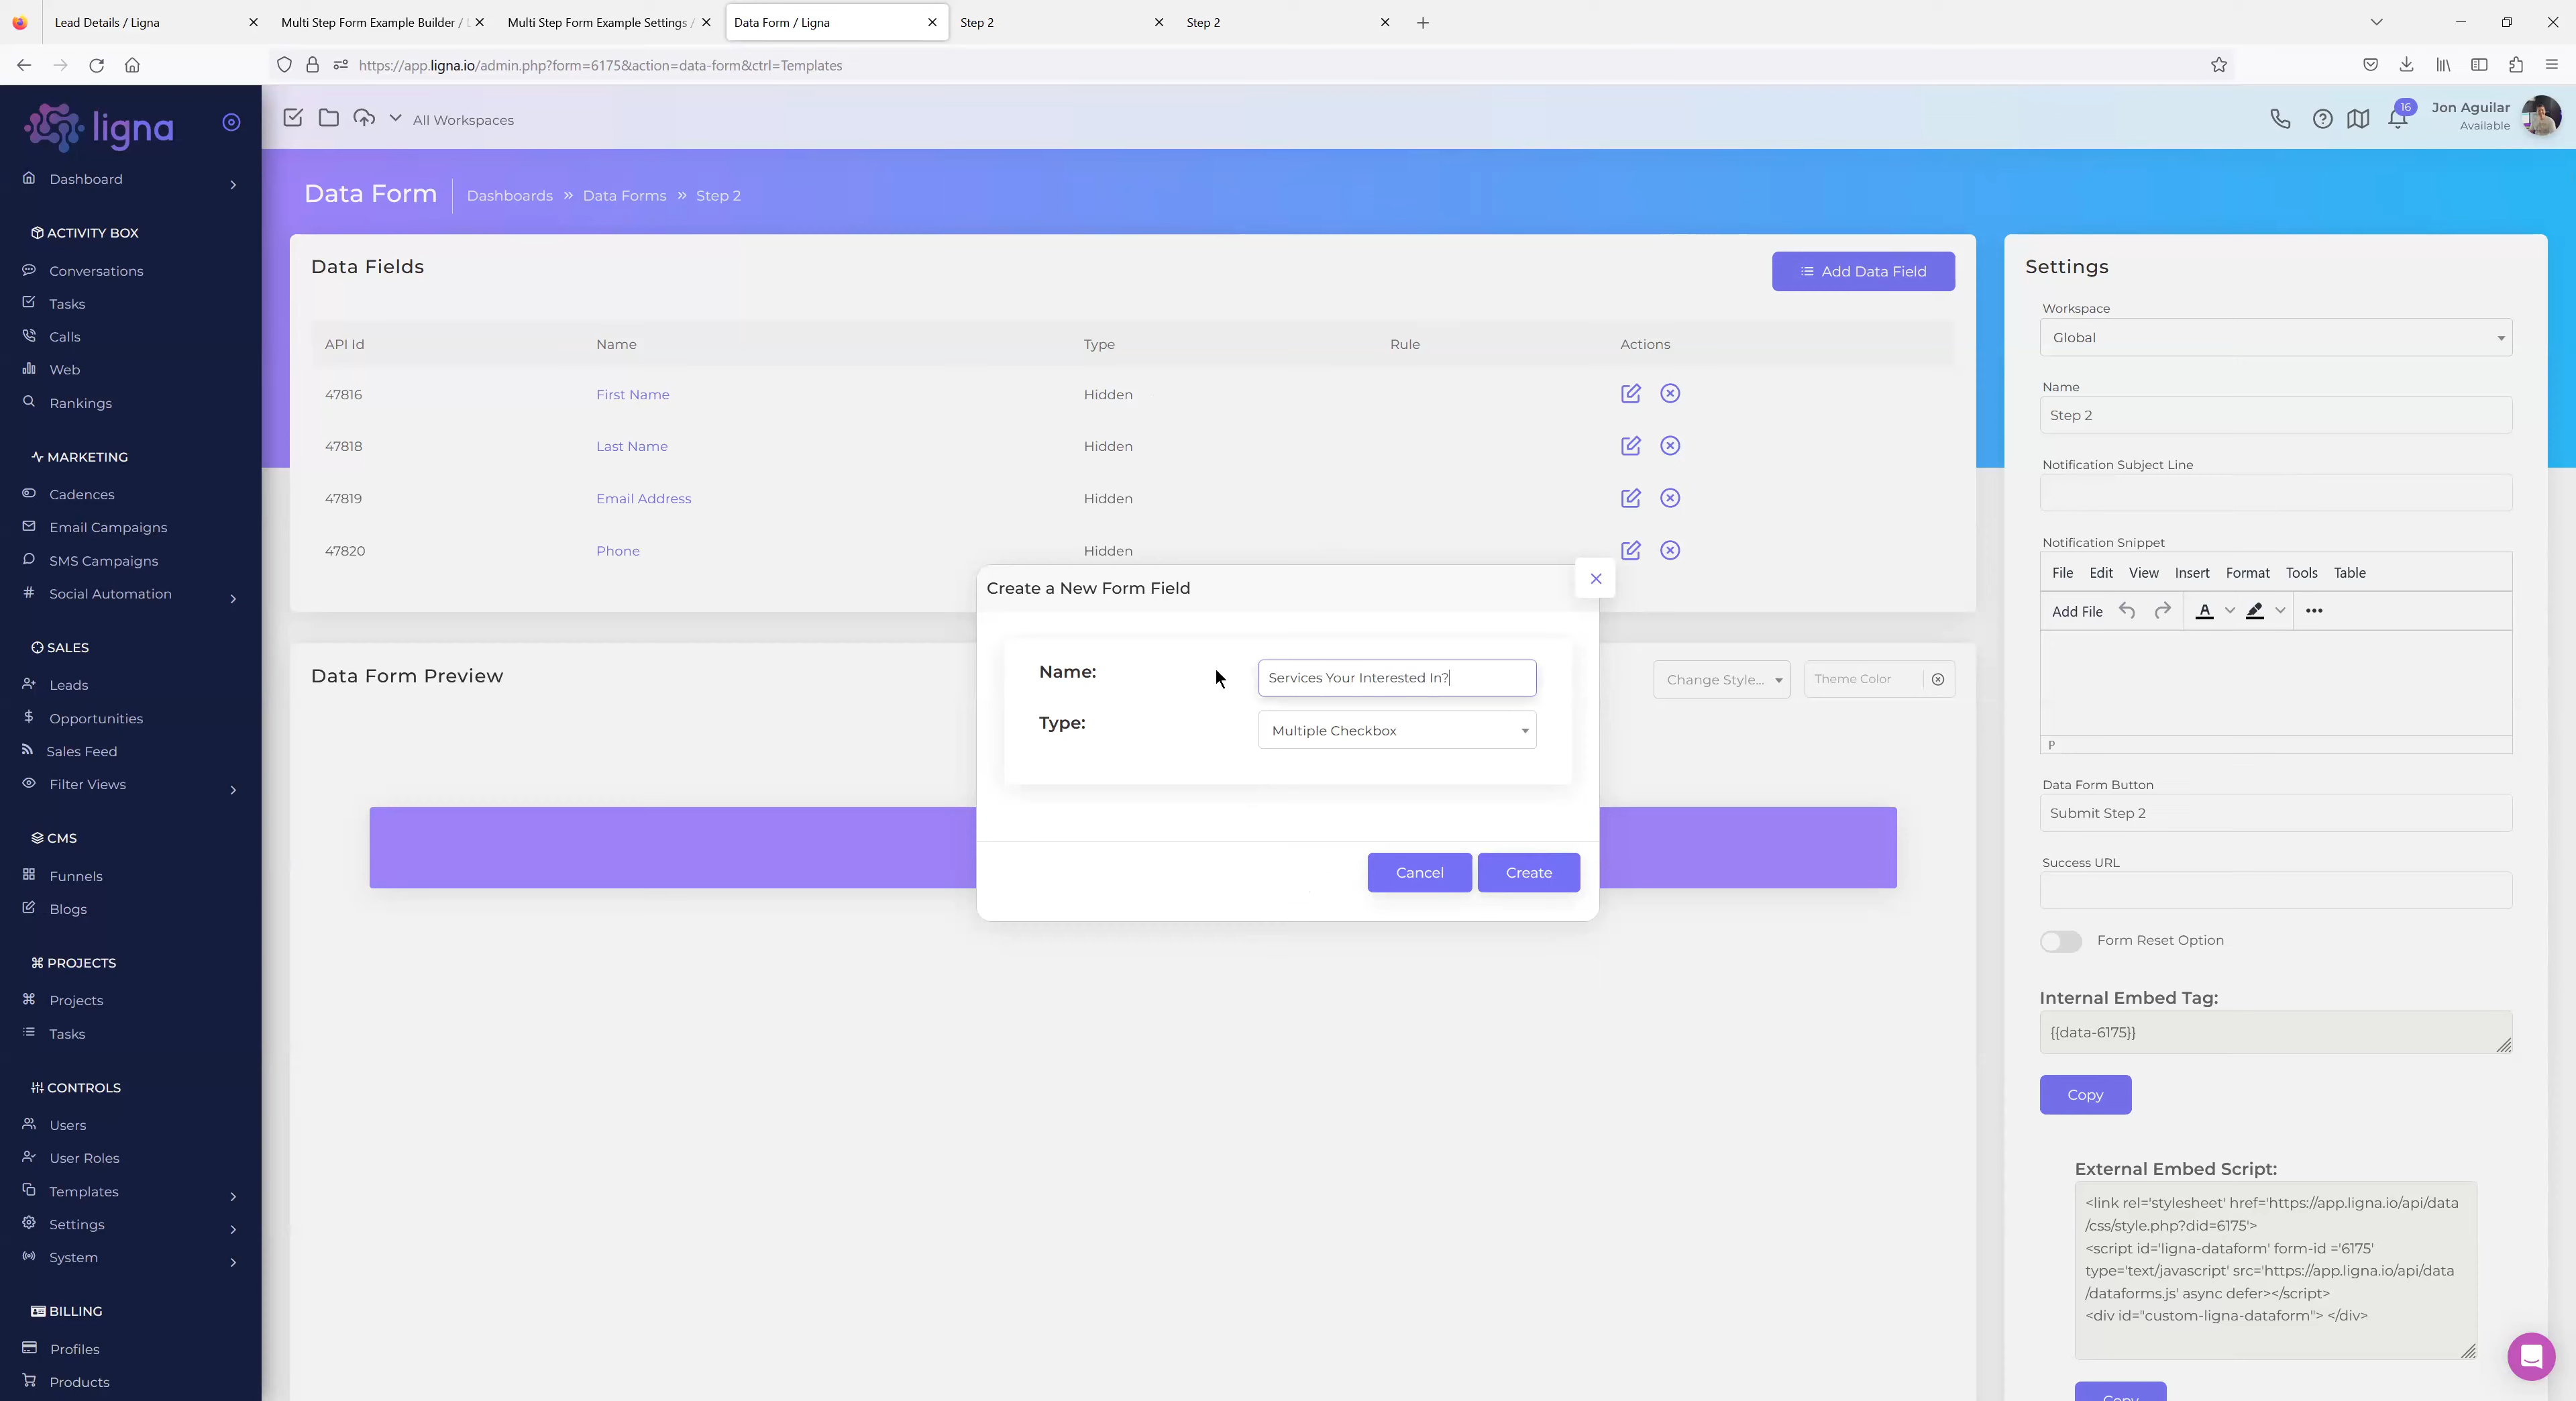 Lead Details / Ligna
Multi Step Form Example Builder / L
Multi Step Form Example Settings /
Data Form / Ligna
Step 2
Step 2
https://app.ligna.io/admin.php?form=6175&action=data-form&ctrl=Templates
ligna
All Workspaces
16
Jon Aguilar
Available
Dashboard
ACTIVITY BOX
Conversations
Tasks
Calls
Web
Rankings
MARKETING
Cadences
Email Campaigns
SMS Campaigns
Social Automation
SALES
Leads
Opportunities
Sales Feed
Filter Views
CMS
Funnels
Blogs
PROJECTS
Projects
Tasks
CONTROLS
Users
User Roles
Templates
Settings
System
BILLING
Profiles
Products
Data Form
Dashboards » Data Forms » Step 2
Data Fields
Add Data Field
API Id Name Type Rule Actions
47816 First Name Hidden
47818 Last Name Hidden
47819 Email Address Hidden
47820 Phone Hidden
Data Form Preview
Change Style...
Theme Color
Create a New Form Field
Name:
Services Your Interested In?
Type:
Multiple Checkbox
Cancel
Create
Settings
Workspace
Global
Name
Step 2
Notification Subject Line
Notification Snippet
File Edit View Insert Format Tools Table
Add File
A
P
Data Form Button
Submit Step 2
Success URL
Form Reset Option
Internal Embed Tag:
{{data-6175}}
Copy
External Embed Script:
<link rel='stylesheet' href='https://app.ligna.io/api/data
/css/style.php?did=6175'>
<script id='ligna-dataform' form-id ='6175'
type='text/javascript' src='https://app.ligna.io/api/data
/dataforms.js' async defer></script>
<div id="custom-ligna-dataform"> </div>
Copy